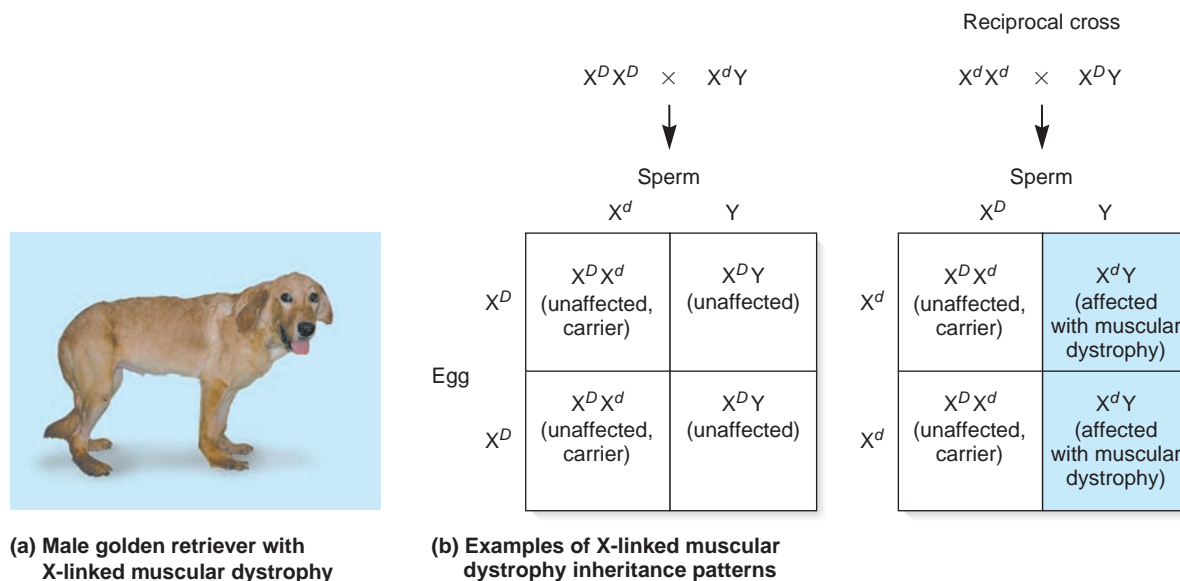 Reciprocal cross
X^D X^D × X^d Y
X^d X^d × X^D Y
Sperm
Sperm
X^d Y
X^D Y
X^D
X^D X^d
(unaffected,
carrier)
X^D Y
(unaffected)
Egg
X^D
X^D X^d
(unaffected,
carrier)
X^D Y
(unaffected)
X^d
X^D X^d
(unaffected,
carrier)
X^d Y
(affected
with muscular
dystrophy)
X^d
X^D X^d
(unaffected,
carrier)
X^d Y
(affected
with muscular
dystrophy)
(a) Male golden retriever with
X-linked muscular dystrophy
(b) Examples of X-linked muscular
dystrophy inheritance patterns